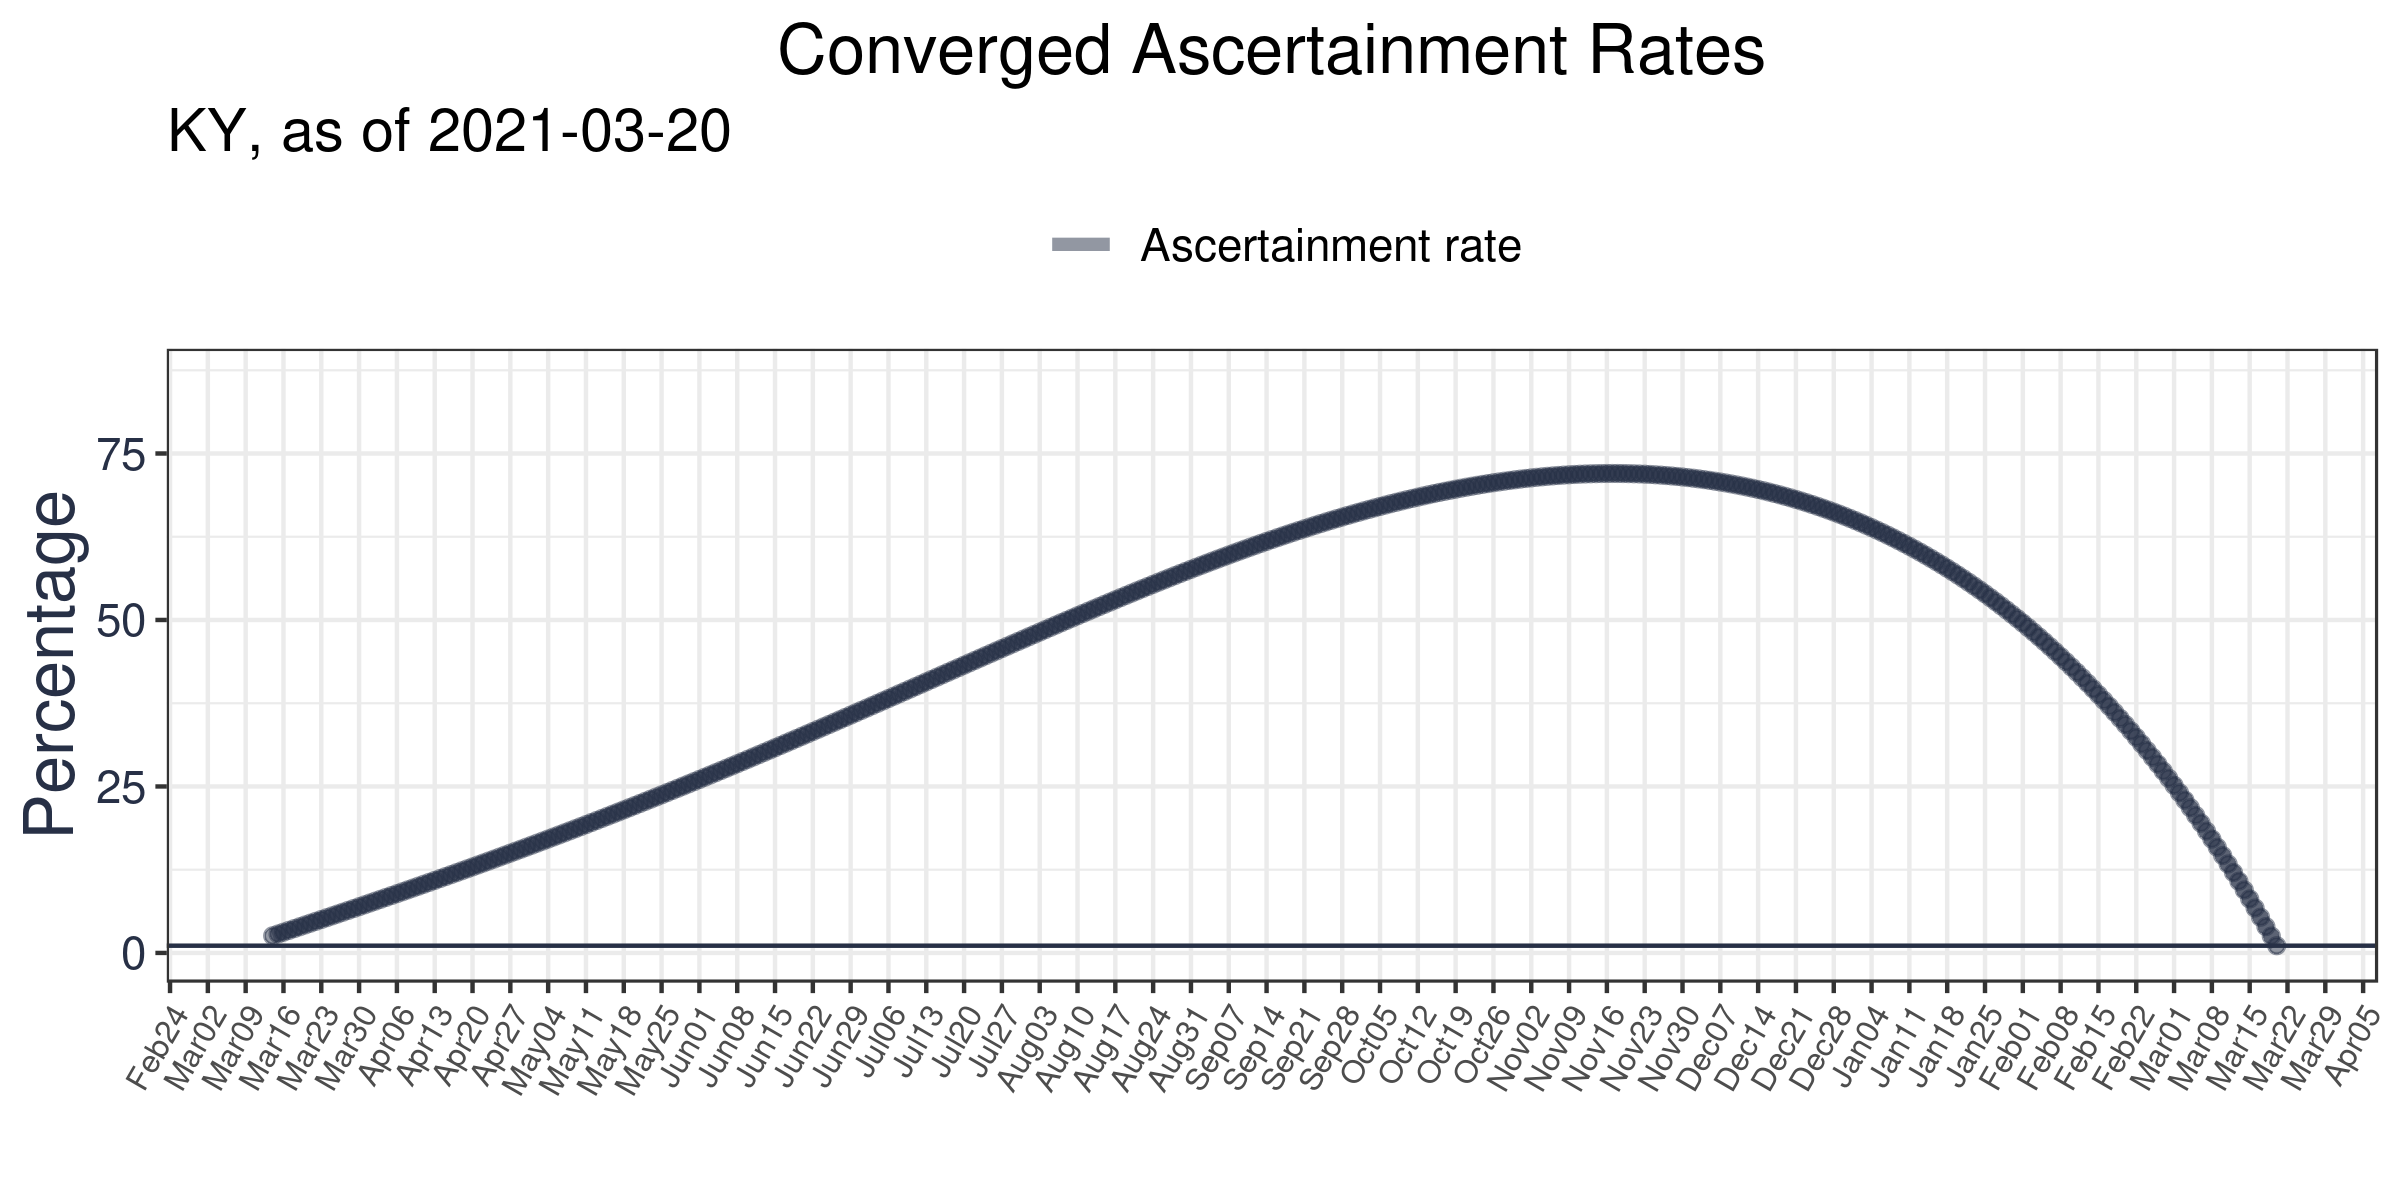 Converged Ascertainment Rates
KY, as of 2021-03-20
Ascertainment rate
Percentage
75
50
25
0
Feb24 Mar02 Mar09 Mar16 Mar23 Mar30 Apr06 Apr13 Apr20 Apr27 May04 May11 May18 May25 Jun01 Jun08 Jun15 Jun22 Jun29 Jul06 Jul13 Jul20 Jul27 Aug03 Aug10 Aug17 Aug24 Aug31 Sep07 Sep14 Sep21 Sep28 Oct05 Oct12 Oct19 Oct26 Nov02 Nov09 Nov16 Nov23 Nov30 Dec07 Dec14 Dec21 Dec28 Jan04 Jan11 Jan18 Jan25 Feb01 Feb08 Feb15 Feb22 Mar01 Mar08 Mar15 Mar22 Mar29 Apr05